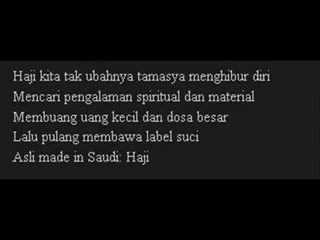 Haji kita tak ubahnya tamasya menghibur diri
Mencari pengalaman spiritual dan material
Membuang uang kecil dan dosa besar
Lalu pulang membawa label suci
Asli made in Saudi: Haji